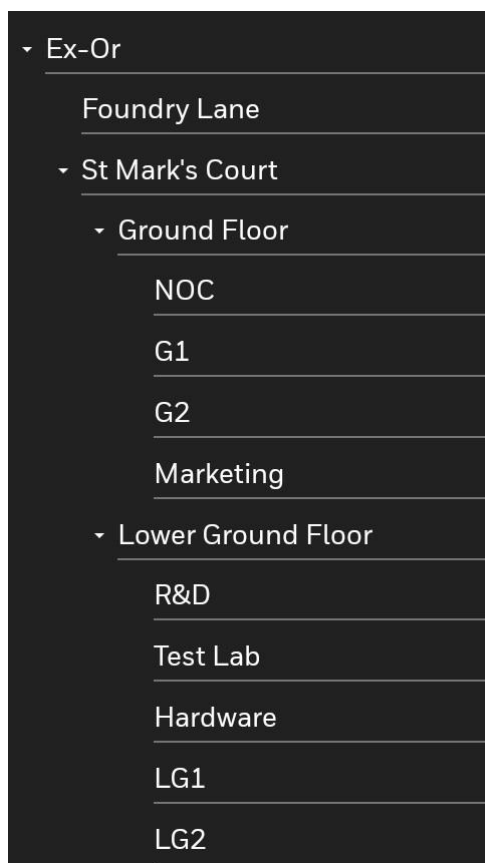 Ex-Or
Foundry Lane
St Mark's Court
Ground Floor
NOC
G1
G2
Marketing
Lower Ground Floor
R&D
Test Lab
Hardware
LG1
LG2